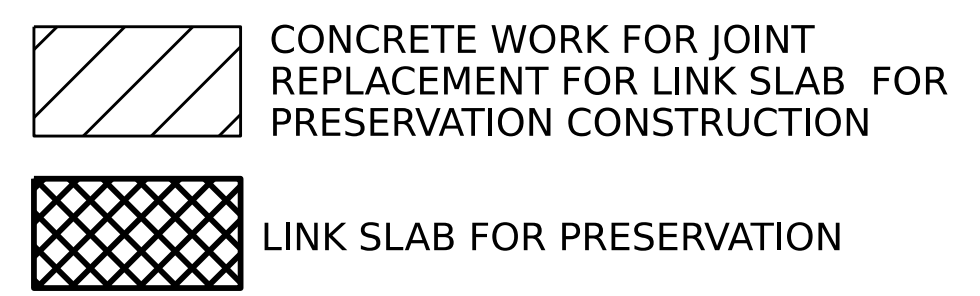 CONCRETE WORK FOR JOINT
REPLACEMENT FOR LINK SLAB  FOR
PRESERVATION CONSTRUCTION
LINK SLAB FOR PRESERVATION